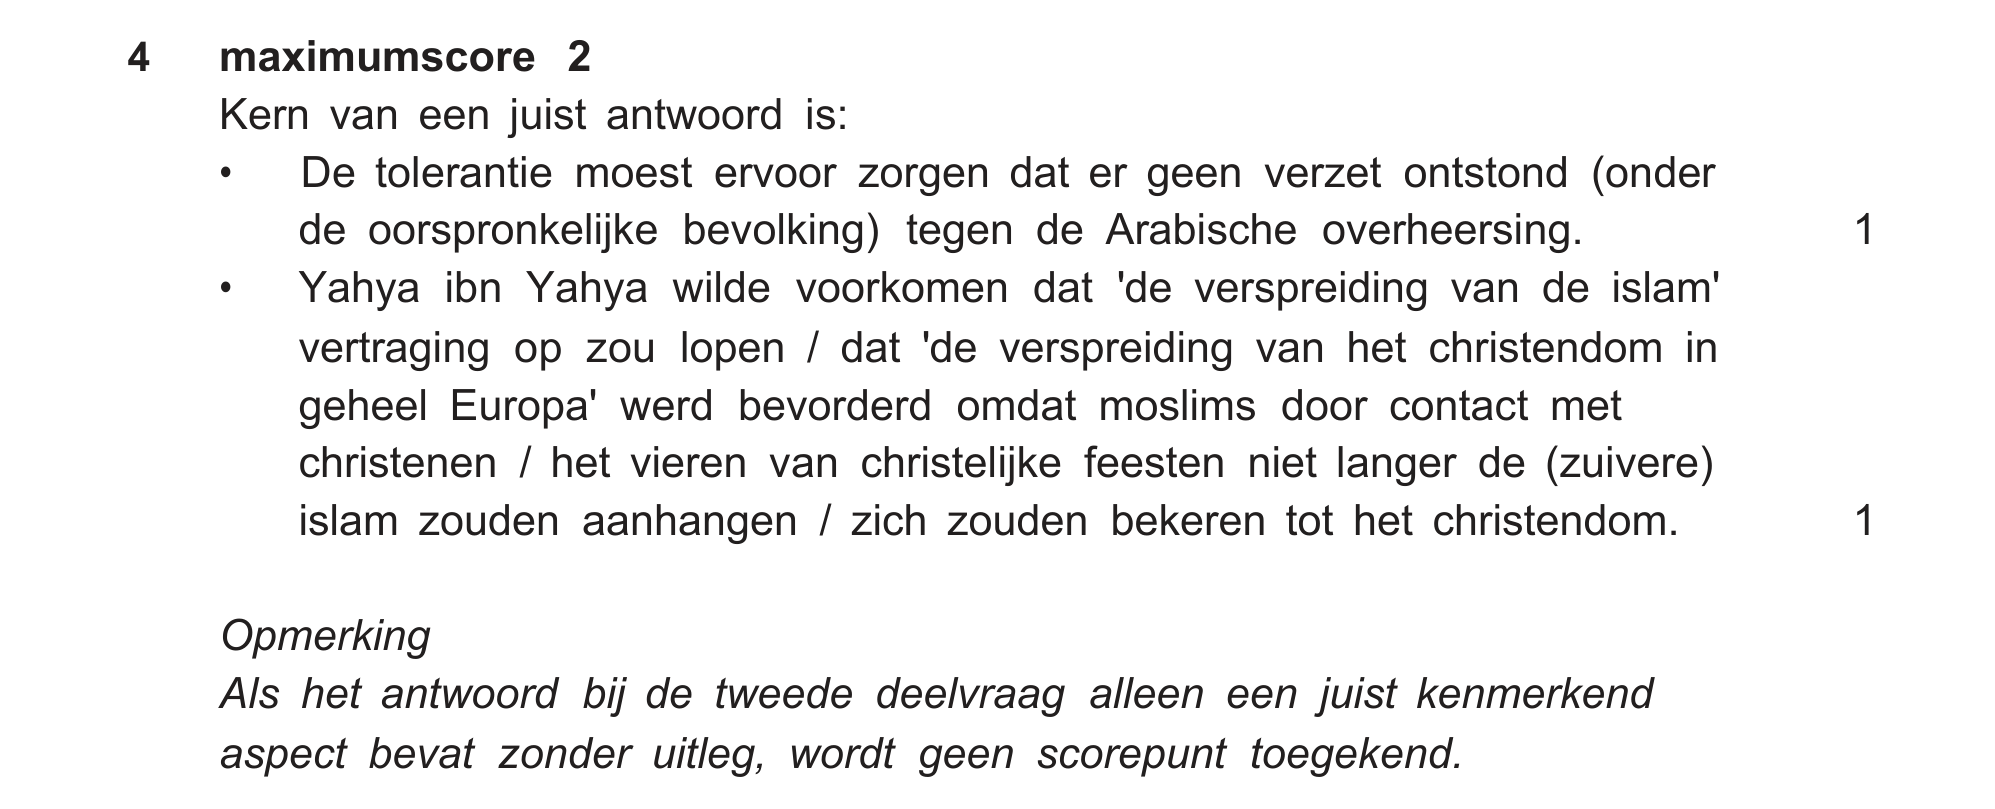 4 maximumscore 2
Kern van een juist antwoord is:
• De tolerantie moest ervoor zorgen dat er geen verzet ontstond (onder
de oorspronkelijke bevolking) tegen de Arabische overheersing. 1
• Yahya ibn Yahya wilde voorkomen dat 'de verspreiding van de islam'
vertraging op zou lopen / dat 'de verspreiding van het christendom in
geheel Europa' werd bevorderd omdat moslims door contact met
christenen / het vieren van christelijke feesten niet langer de (zuivere)
islam zouden aanhangen / zich zouden bekeren tot het christendom. 1
Opmerking
Als het antwoord bij de tweede deelvraag alleen een juist kenmerkend
aspect bevat zonder uitleg, wordt geen scorepunt toegekend.